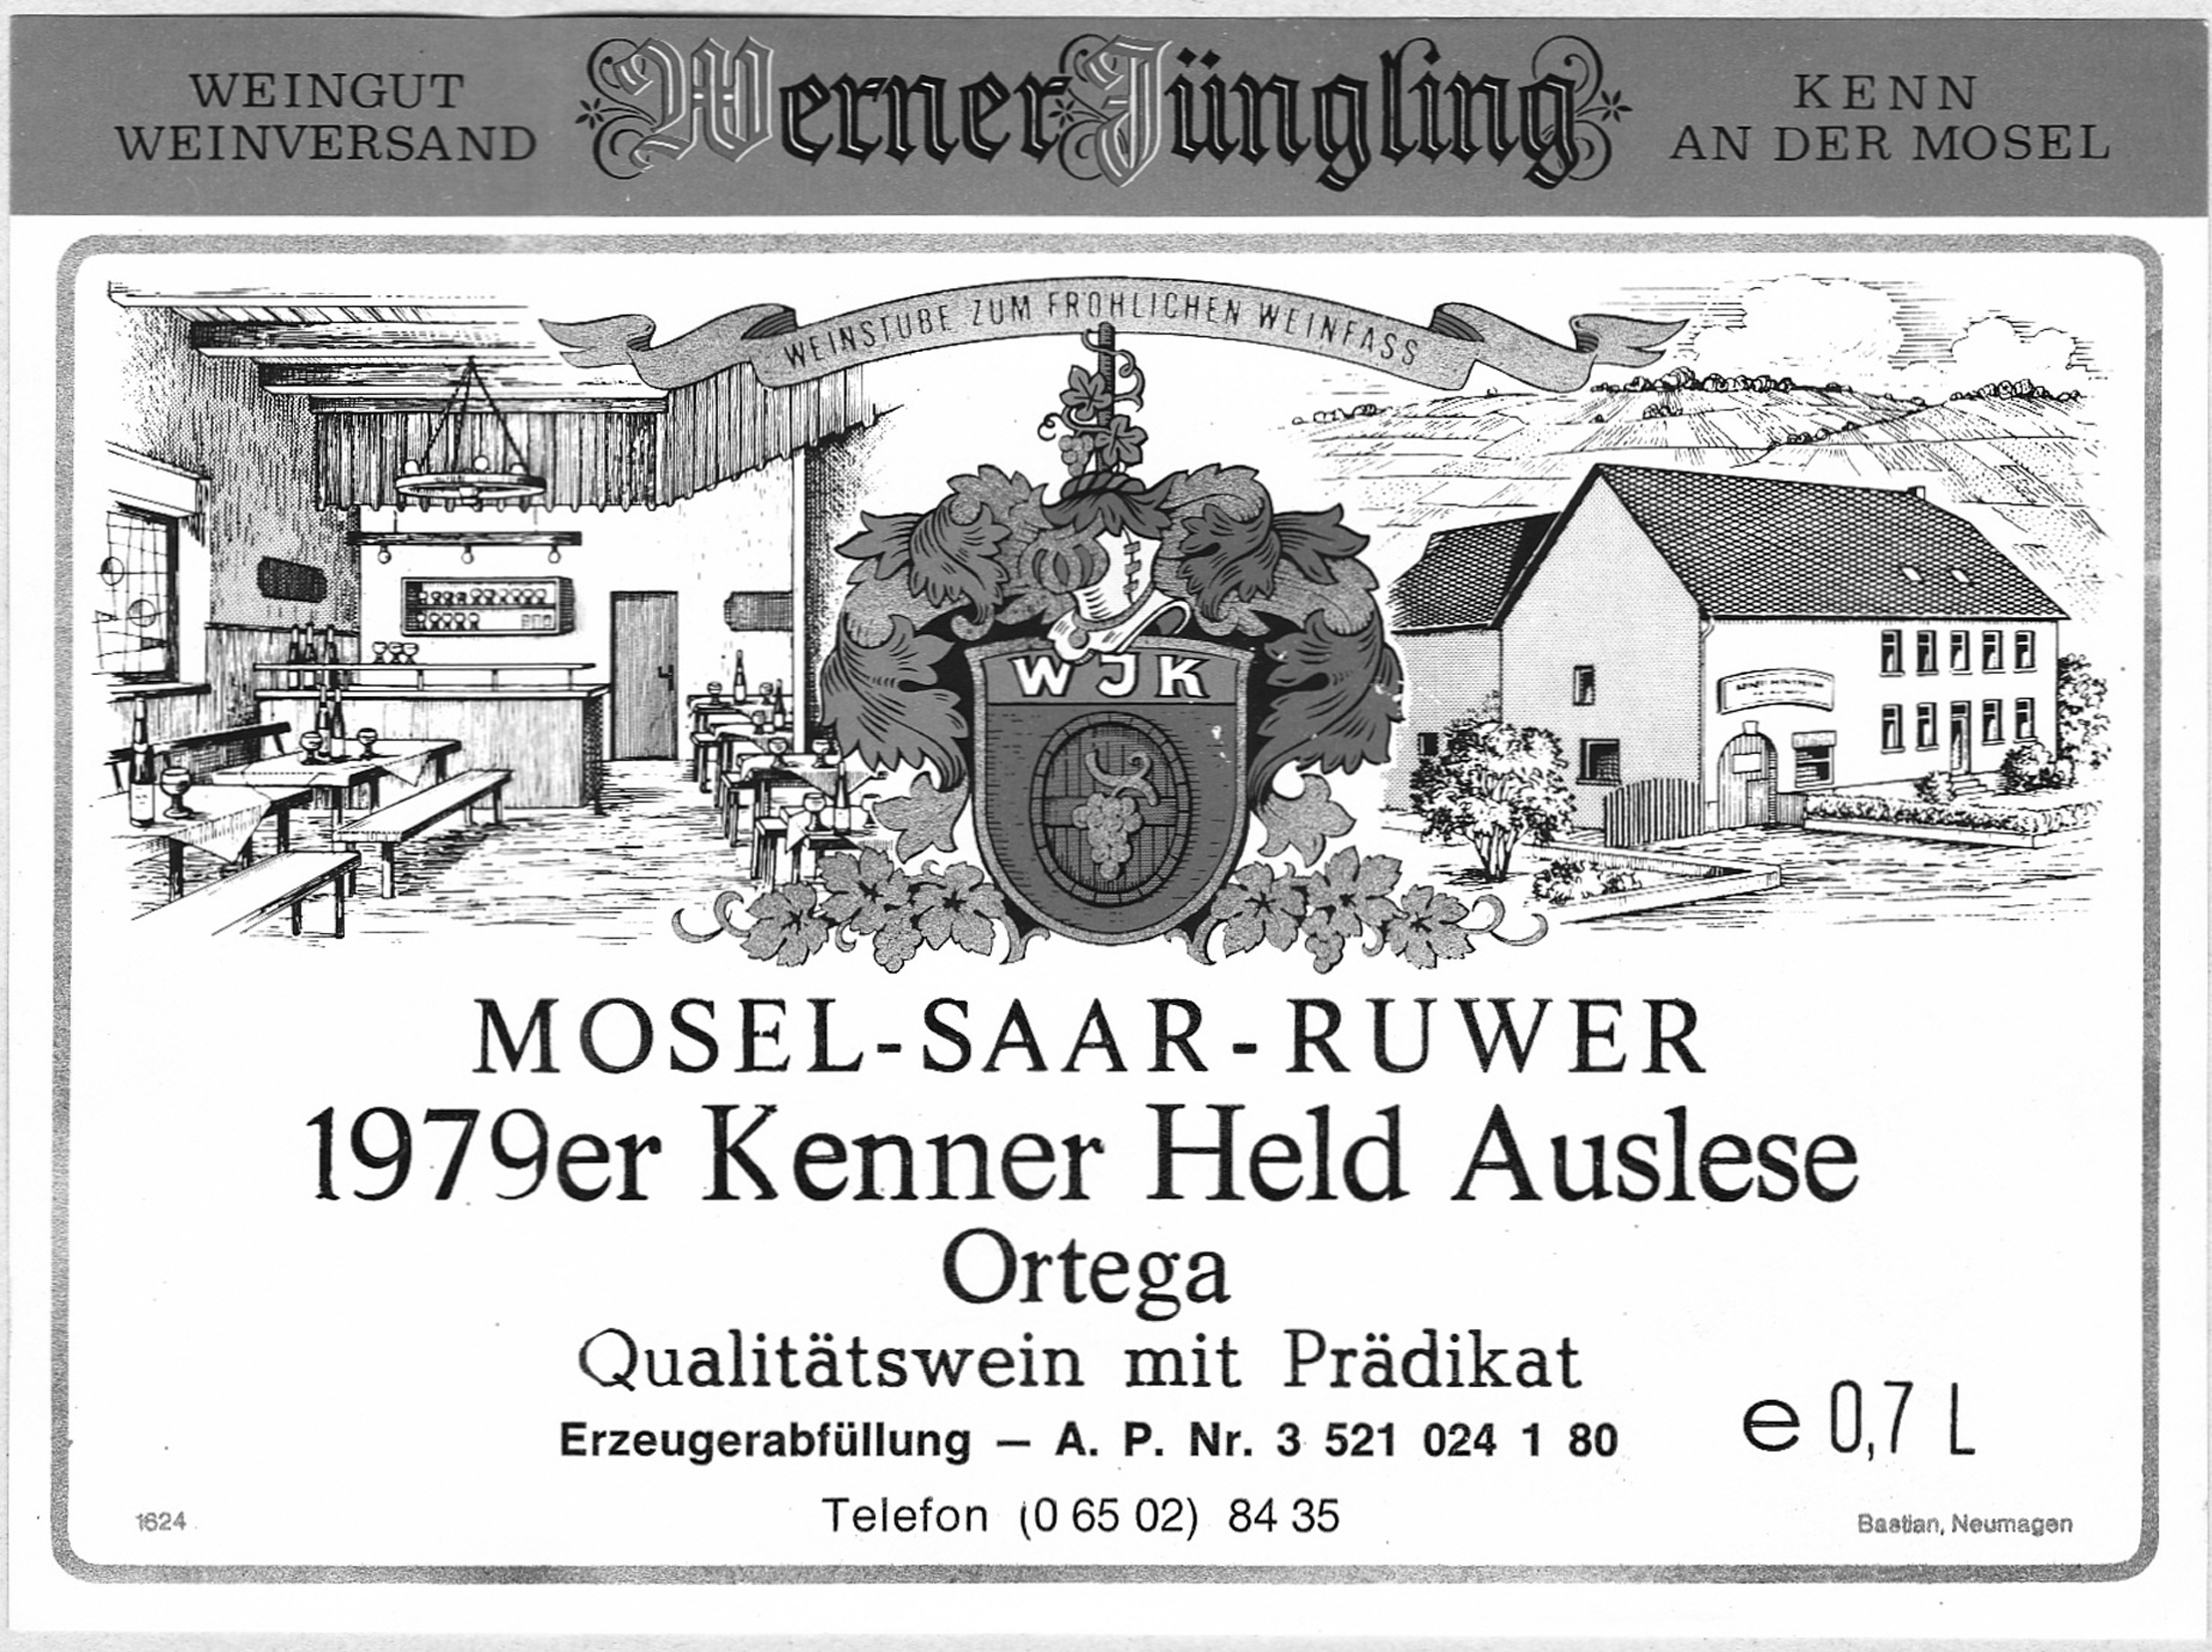 WEINGUT
WEINVERSAND
Werner Jüngling
KENN
AN DER MOSEL
WEINSTUBE ZUM FRÖHLICHEN WEINFASS
WJK
MOSEL-SAAR-RUWER
1979er Kenner Held Auslese
Ortega
Qualitätswein mit Prädikat
Erzeugerabfüllung — A. P. Nr. 3 521 024 1 80
e 0,7 L
Telefon (0 65 02) 84 35
1624
Bastian, Neumagen